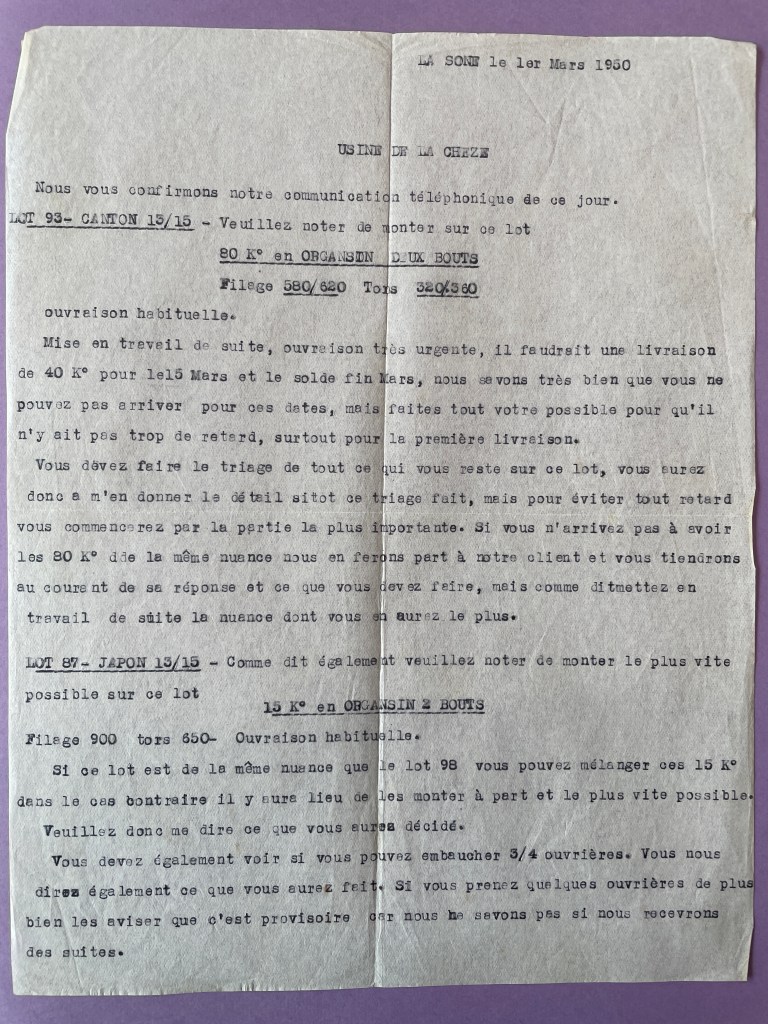 LA SONE le 1er Mars 1950
USINE DE LA CHEZE
Nous vous confirmons notre communication téléphonique de ce jour.
LOT 93- CANTON 13/15 - Veuillez noter de monter sur ce lot
80 K° en ORGANSIN DEUX BOUTS
Filage 580/620 Tors 320/360
ouvraison habituelle.
Mise en travail de suite, ouvraison très urgente, il faudrait une livraison
de 40 K° pour le15 Mars et le solde fin Mars, nous savons très bien que vous ne
pouvez pas arriver pour ces dates, mais faites tout votre possible pour qu'il
n'y ait pas trop de retard, surtout pour la première livraison.
Vous devez faire le triage de tout ce qui vous reste sur ce lot, vous aurez
donc a m'en donner le détail sitot ce triage fait, mais pour éviter tout retard
vous commencerez par la partie la plus importante. Si vous n'arrivez pas à avoir
les 80 K° dde la même nuance nous en ferons part à notre client et vous tiendrons
au courant de sa réponse et ce que vous devez faire, mais comme ditmettez en
travail de suite la nuance dont vous en aurez le plus.
LOT 87- JAPON 13/15 - Comme dit également veuillez noter de monter le plus vite
possible sur ce lot
15 K° en ORGANSIN 2 BOUTS
Filage 900 tors 650- Ouvraison habituelle.
Si ce lot est de la même nuance que le lot 98 vous pouvez mélanger ces 15 K°
dans le cas contraire il y aura lieu de les monter à part et le plus vite possible.
Veuillez donc me dire ce que vous aurez décidé.
Vous devez également voir si vous pouvez embaucher 3/4 ouvrières. Vous nous
direz également ce que vous aurez fait. Si vous prenez quelques ouvrières de plus
bien les aviser que c'est provisoire car nous ne savons pas si nous recevrons
des suites.